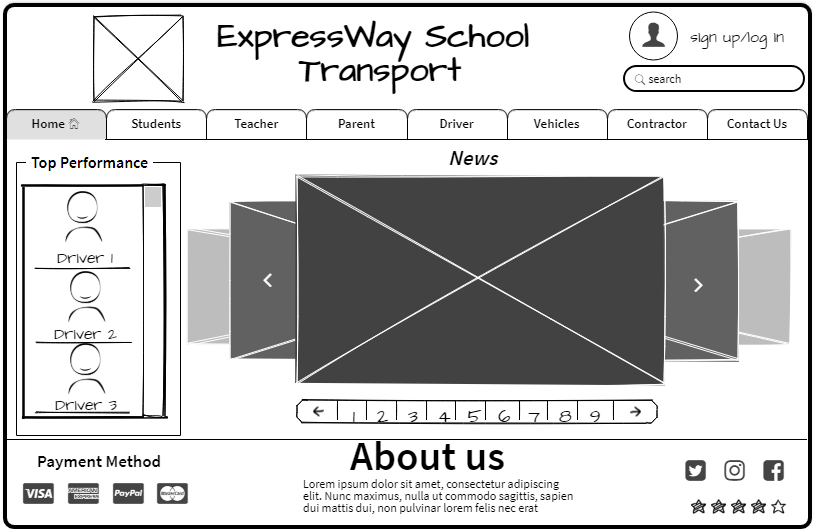 ExpressWay School
Transport
sign up/log in
search
Home
Students
Teacher
Parent
Driver
Vehicles
Contractor
Contact Us
Top Performance
News
Driver 1
Driver 2
Driver 3
1 2 3 4 5 6 7 8 9
Payment Method
VISA
AMERICAN EXPRESS
PayPal
MasterCard
About us
Lorem ipsum dolor sit amet, consectetur adipiscing
elit. Nunc maximus, nulla ut commodo sagittis, sapien
dui mattis dui, non pulvinar lorem felis nec erat